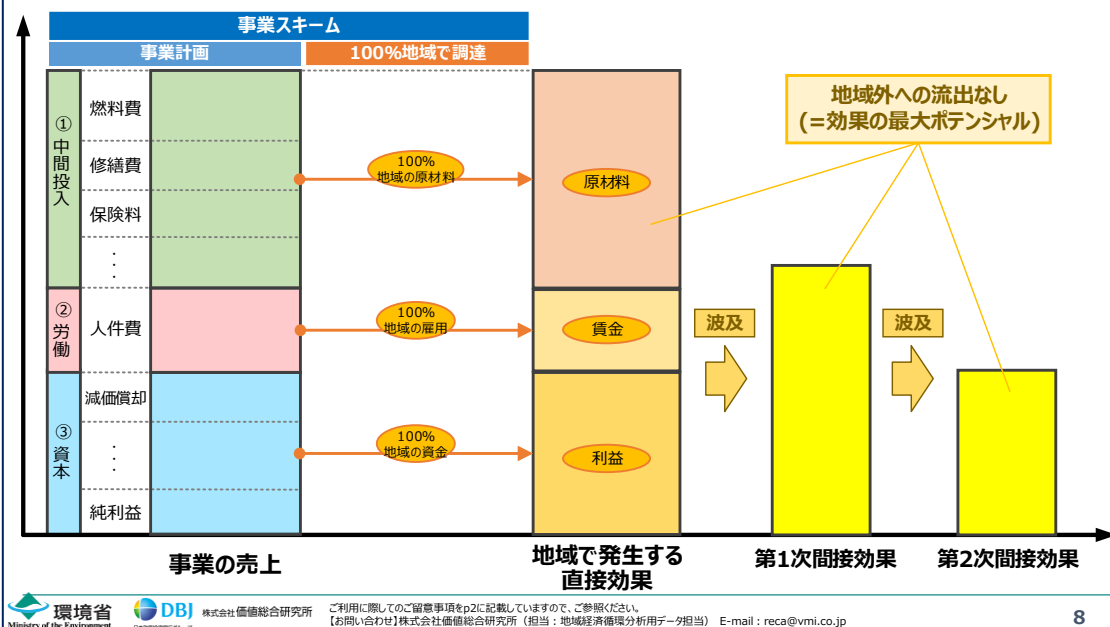 事業スキーム
事業計画
100%地域で調達
①中間投入
燃料費
修繕費
保険料
・・・
②労働
人件費
③資本
減価償却
・・・
純利益
100%
地域の原材料
100%
地域の雇用
100%
地域の資金
原材料
賃金
利益
波及
波及
地域外への流出なし
(=効果の最大ポテンシャル)
事業の売上
地域で発生する
直接効果
第1次間接効果
第2次間接効果
環境省
Ministry of the Environment
DBJ 株式会社価値総合研究所
ご利用に際してのご留意事項をp2に記載していますので、ご参照ください。
【お問い合わせ】株式会社価値総合研究所（担当：地域経済循環分析用データ担当） E-mail：reca@vmi.co.jp
8